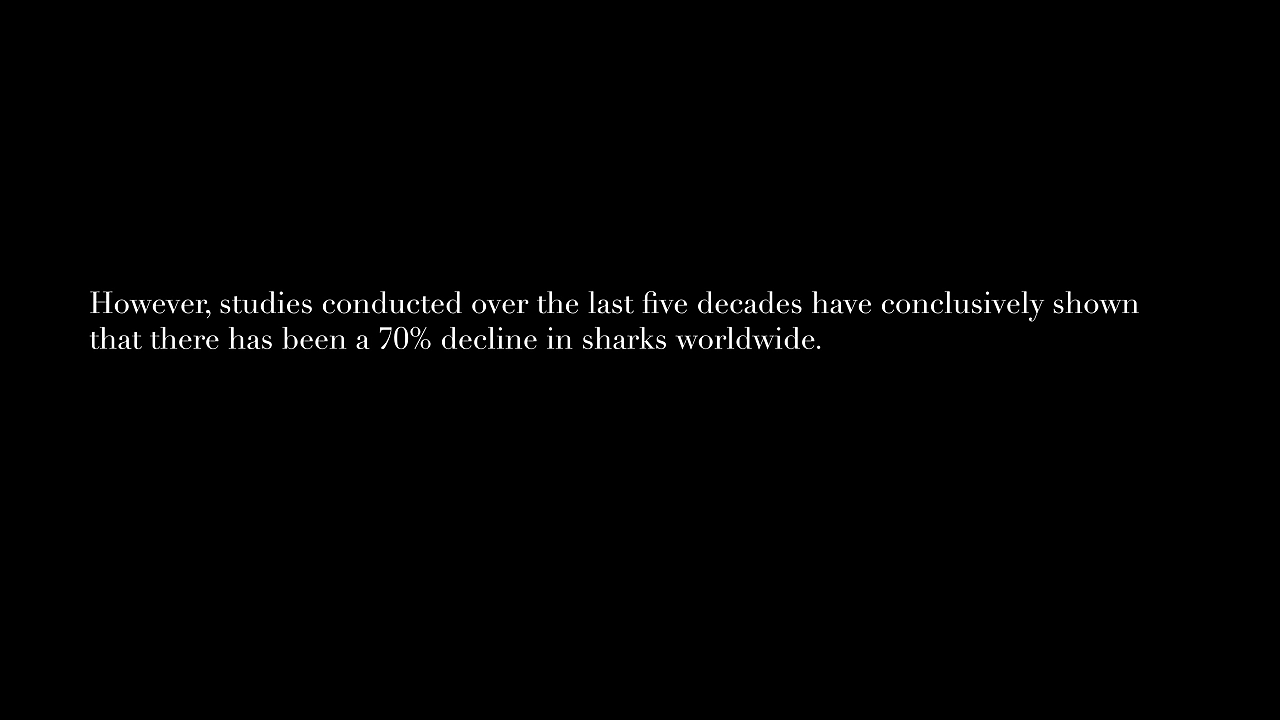 However, studies conducted over the last five decades have conclusively shown
that there has been a 70% decline in sharks worldwide.